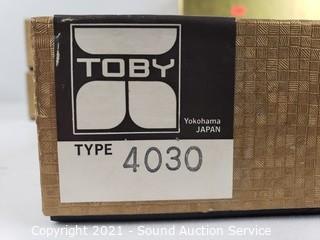 TOBY
Yokohama
JAPAN
TYPE 4030
Copyright 2021 - Sound Auction Service